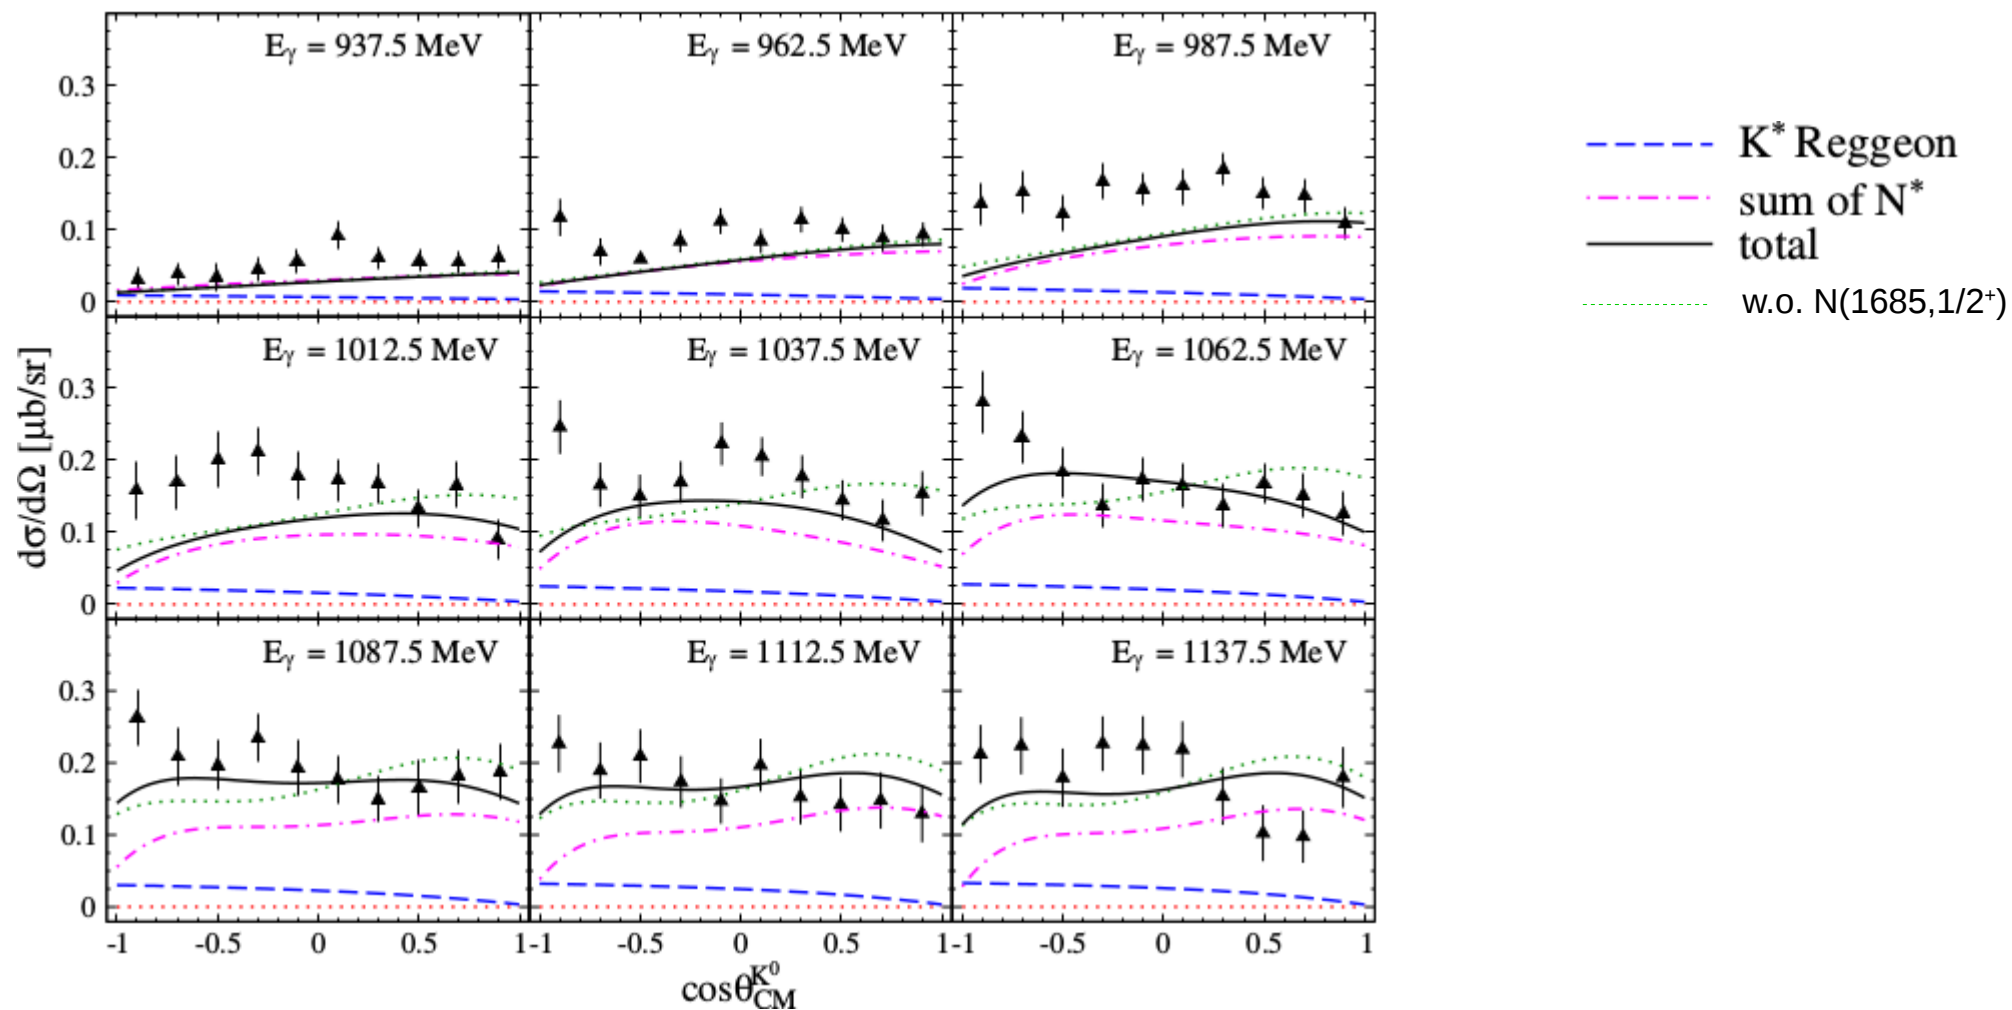 E_γ = 937.5 MeV
E_γ = 962.5 MeV
E_γ = 987.5 MeV
0.3
0.2
0.1
0
E_γ = 1012.5 MeV
E_γ = 1037.5 MeV
E_γ = 1062.5 MeV
0.3
0.2
0.1
0
E_γ = 1087.5 MeV
E_γ = 1112.5 MeV
E_γ = 1137.5 MeV
0.3
0.2
0.1
0
-1 -0.5 0 0.5 1
-1 -0.5 0 0.5 1
-1 -0.5 0 0.5 1
dσ/dΩ [μb/sr]
cosθ_CM^K^0
K* Reggeon
sum of N*
total
w.o. N(1685,1/2⁺)